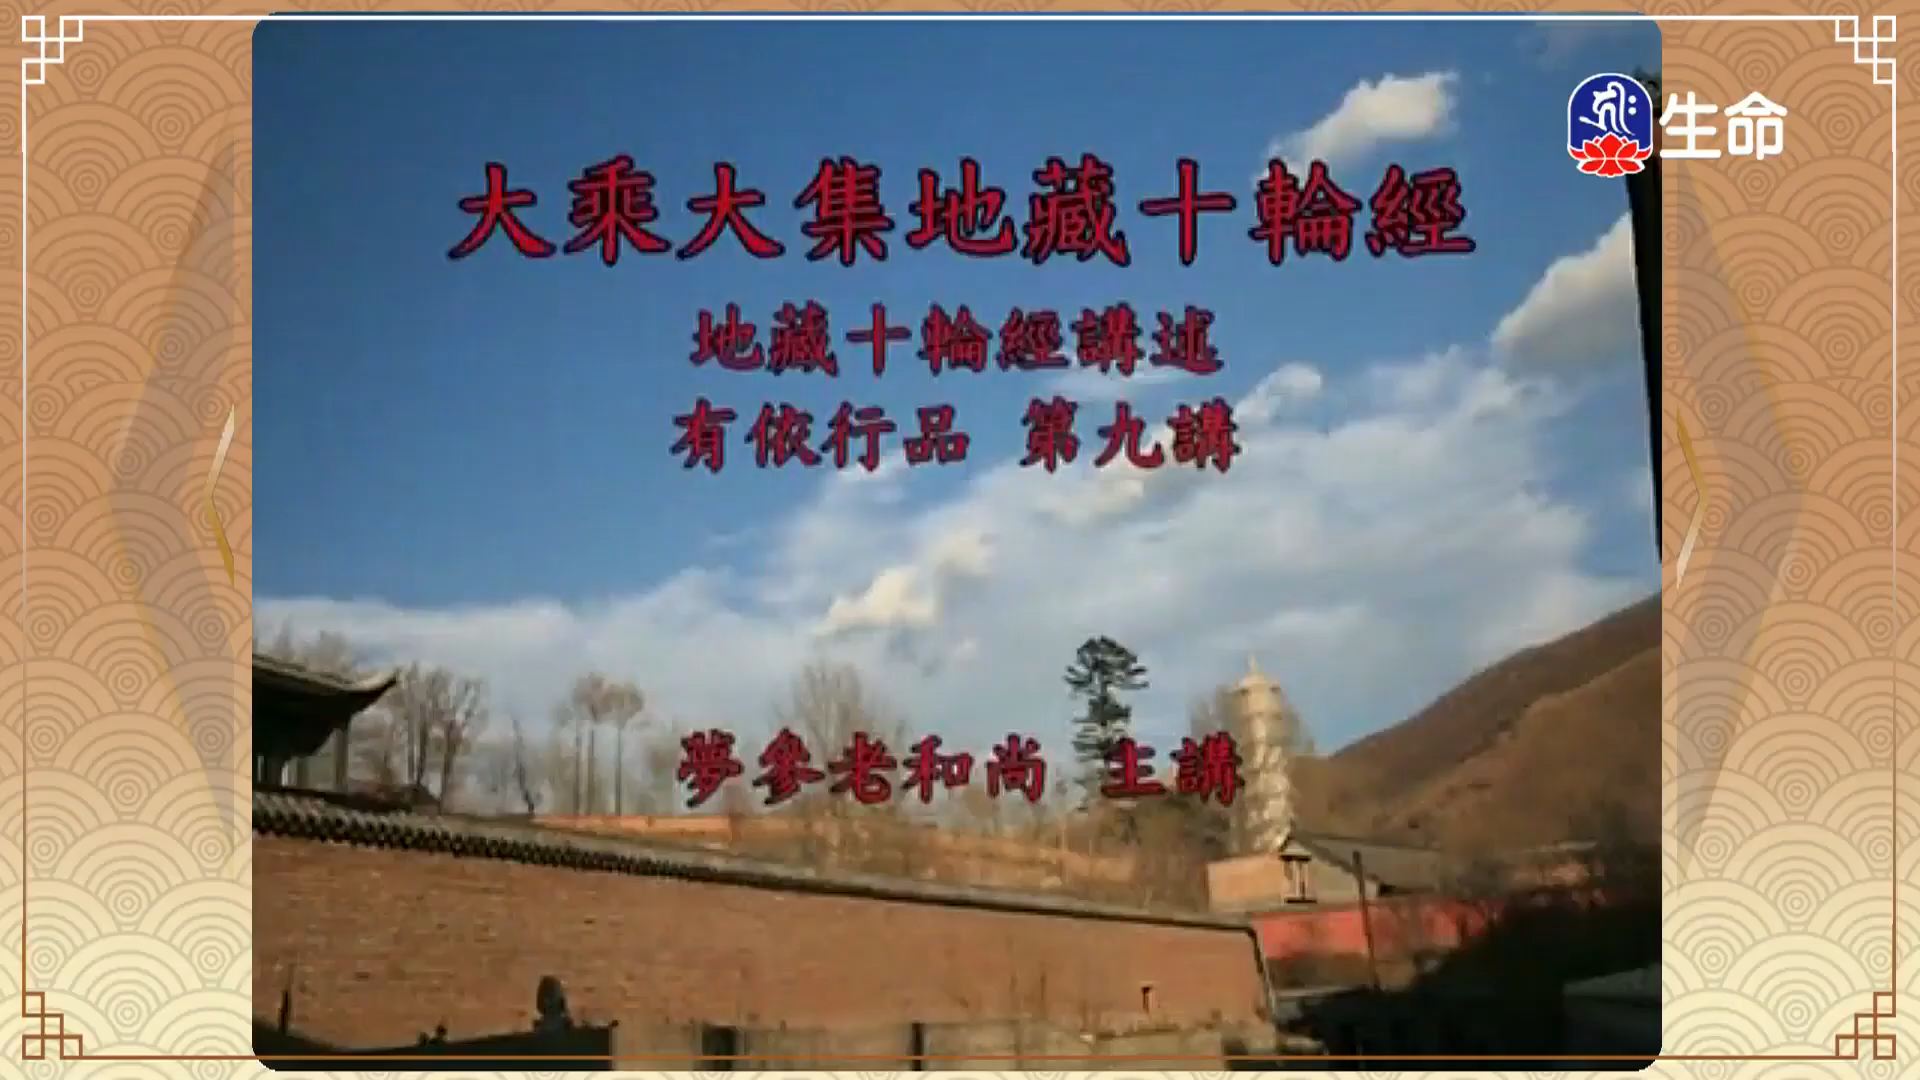 生命
大乘大集地藏十輪經
地藏十輪經講述
有依行品 第九講
夢參老和尚 主講